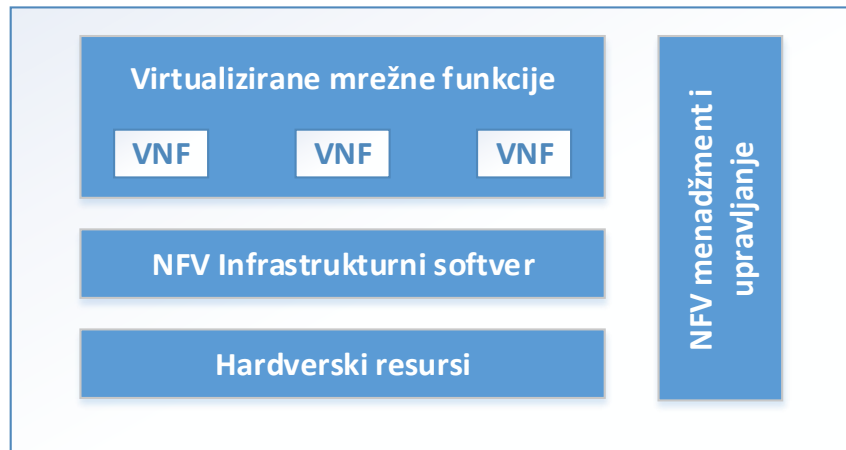 Virtualizirane mrežne funkcije
VNF
VNF
VNF
NFV Infrastrukturni softver
Hardverski resursi
NFV menadžment i
upravljanje